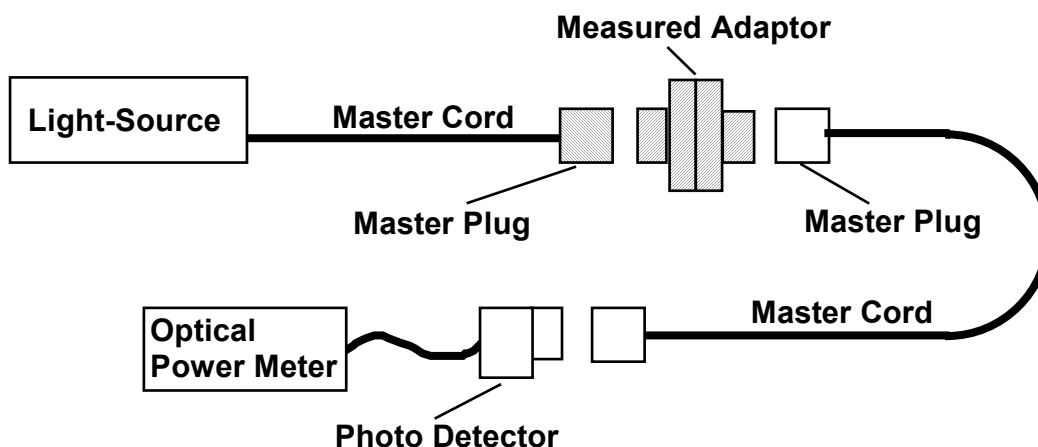 Measured Adaptor
Light-Source
Master Cord
Master Plug
Master Plug
Master Cord
Optical
Power Meter
Photo Detector